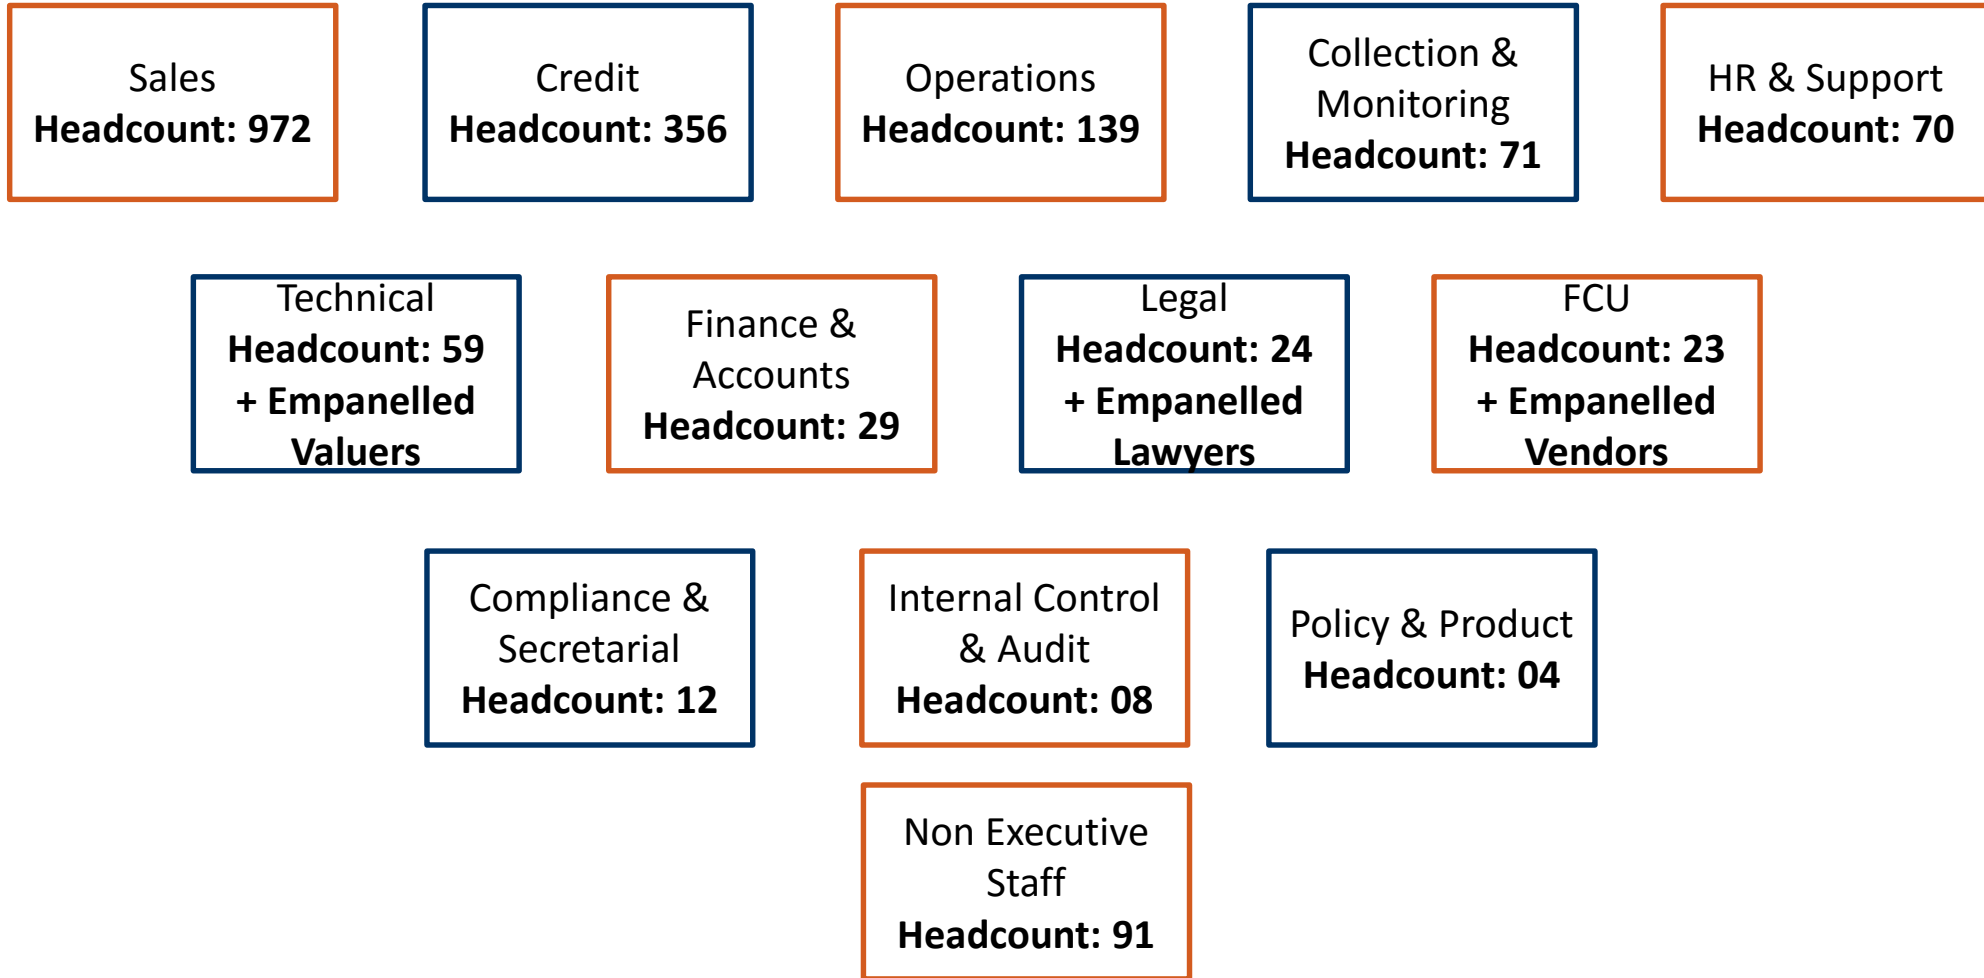 Sales
Headcount: 972
Credit
Headcount: 356
Operations
Headcount: 139
Collection &
Monitoring
Headcount: 71
HR & Support
Headcount: 70
Technical
Headcount: 59
+ Empanelled
Valuers
Finance &
Accounts
Headcount: 29
Legal
Headcount: 24
+ Empanelled
Lawyers
FCU
Headcount: 23
+ Empanelled
Vendors
Compliance &
Secretarial
Headcount: 12
Internal Control
& Audit
Headcount: 08
Policy & Product
Headcount: 04
Non Executive
Staff
Headcount: 91